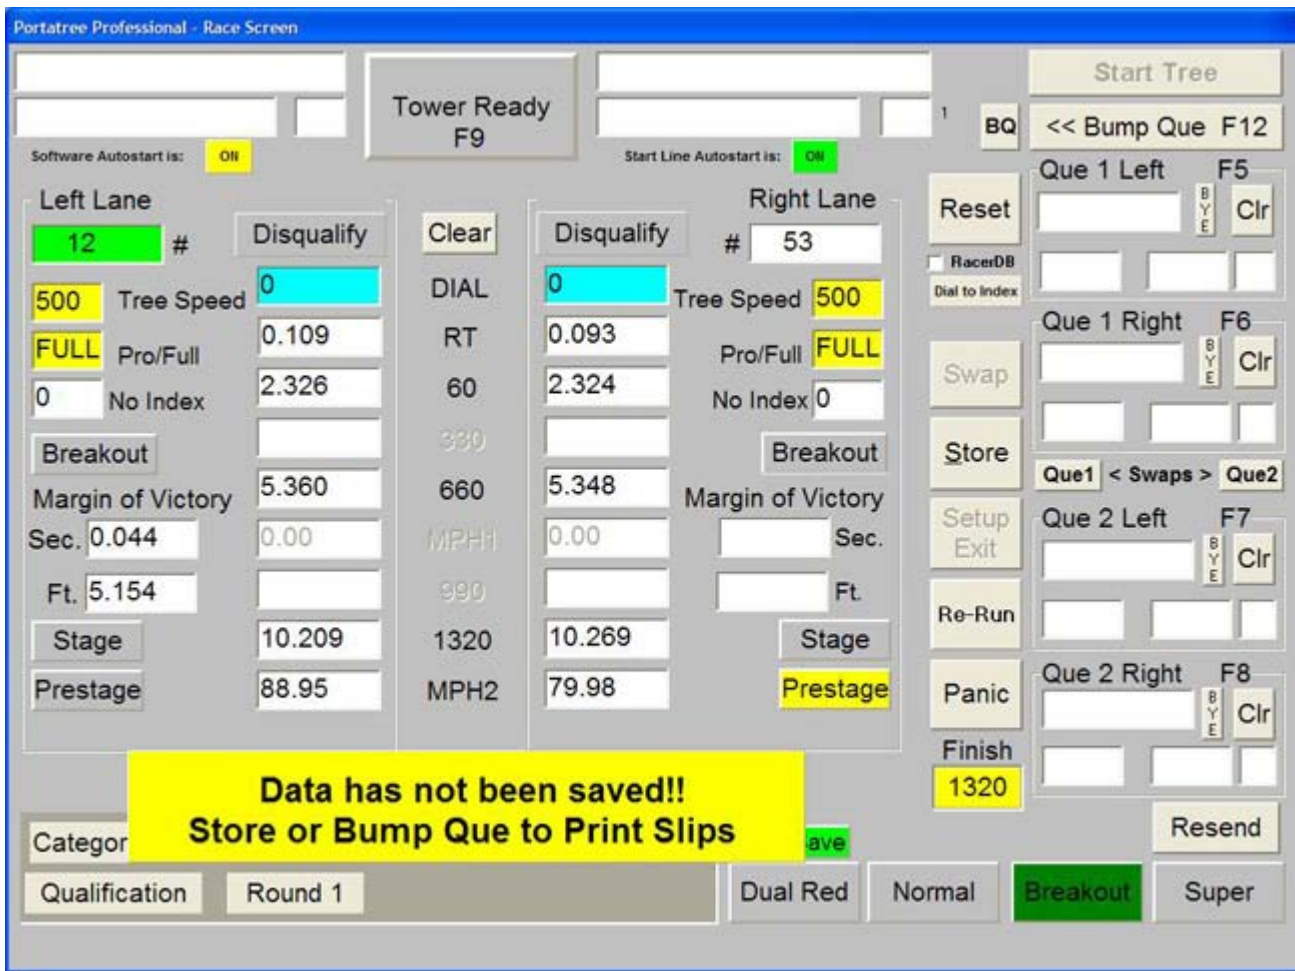 Portatree Professional - Race Screen
Tower Ready
F9
1
BQ
Start Tree
<< Bump Que F12
Software Autostart is: ON
Start Line Autostart is: ON
Left Lane
12 #
Disqualify
Clear
Disqualify
Right Lane
# 53
Reset
Que 1 Left F5
BYE
Clr
500 Tree Speed 0 DIAL 0 Tree Speed 500
RacerDB
Dial to Index
FULL Pro/Full 0.109 RT 0.093 Pro/Full FULL
Que 1 Right F6
BYE
Clr
0 No Index 2.326 60 2.324 No Index 0
Swap
330
Breakout
Breakout
Store
Que1 < Swaps > Que2
Margin of Victory 5.360 660 5.348 Margin of Victory
Sec. 0.044 0.00 MPH1 0.00 Sec.
Setup
Exit
Que 2 Left F7
BYE
Clr
Ft. 5.154 990 Ft.
Re-Run
Stage 10.209 1320 10.269 Stage
Prestage 88.95 MPH2 79.98 Prestage
Panic
Que 2 Right F8
BYE
Clr
Finish
1320
Data has not been saved!!
Store or Bump Que to Print Slips
Categor
ave
Resend
Qualification Round 1
Dual Red Normal Breakout Super